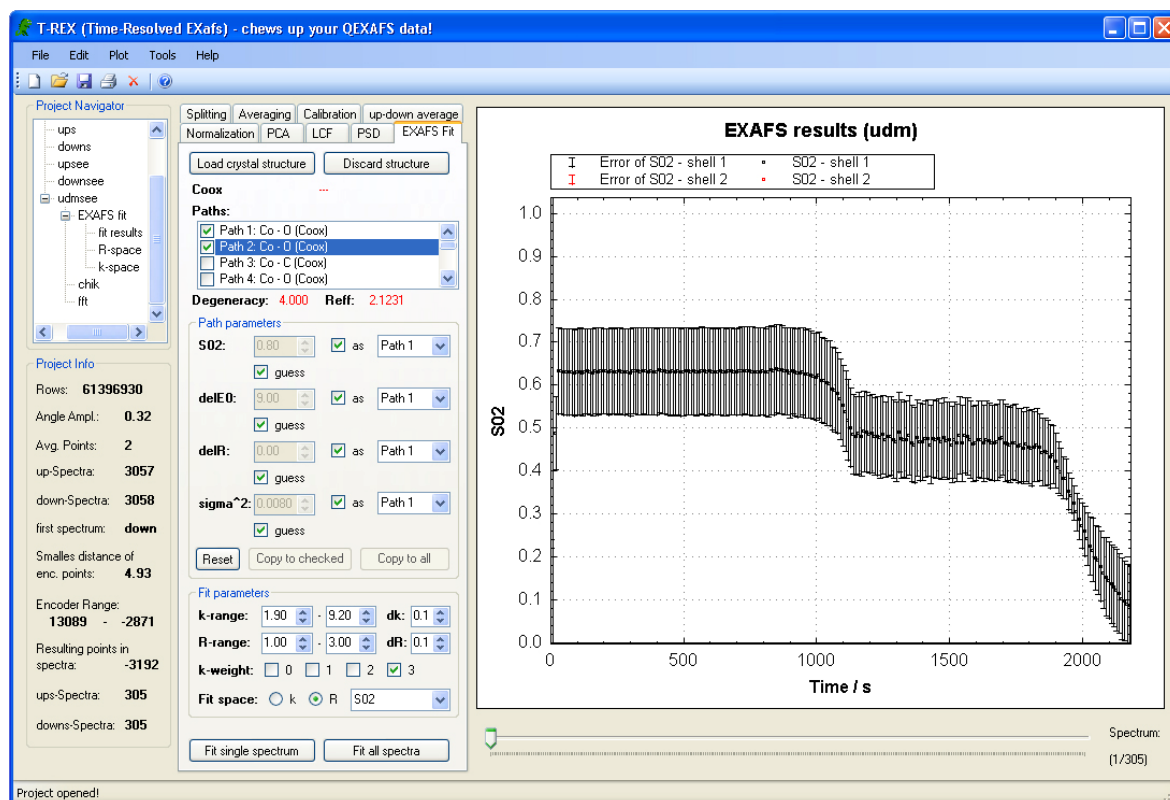 T-REX (Time-Resolved EXafs) - chews up your QEXAFS data!
File Edit Plot Tools Help
Project Navigator
ups
downs
upsee
downsee
udmsee
EXAFS fit
fit results
R-space
k-space
chik
fft
Project Info
Rows: 61396930
Angle Ampl.: 0.32
Avg. Points: 2
up-Spectra: 3057
down-Spectra: 3058
first spectrum: down
Smalles distance of
enc. points: 4.93
Encoder Range:
13089 - -2871
Resulting points in
spectra: -3192
ups-Spectra: 305
downs-Spectra: 305
Splitting Averaging Calibration up-down average
Normalization PCA LCF PSD EXAFS Fit
Load crystal structure Discard structure
Coox ---
Paths:
Path 1: Co - O (Coox)
Path 2: Co - O (Coox)
Path 3: Co - C (Coox)
Path 4: Co - O (Coox)
Degeneracy: 4.000 Reff: 2.1231
Path parameters
S02: 0.80 as Path 1
guess
delE0: 9.00 as Path 1
guess
delR: 0.00 as Path 1
guess
sigma^2: 0.0080 as Path 1
guess
Reset Copy to checked Copy to all
Fit parameters
k-range: 1.90 - 9.20 dk: 0.1
R-range: 1.00 - 3.00 dR: 0.1
k-weight: 0 1 2 3
Fit space: k R S02
Fit single spectrum Fit all spectra
EXAFS results (udm)
Error of S02 - shell 1 S02 - shell 1
Error of S02 - shell 2 S02 - shell 2
1.0
0.9
0.8
0.7
0.6
0.5
0.4
0.3
0.2
0.1
0.0
S02
0 500 1000 1500 2000
Time / s
Spectrum:
(1/305)
Project opened!